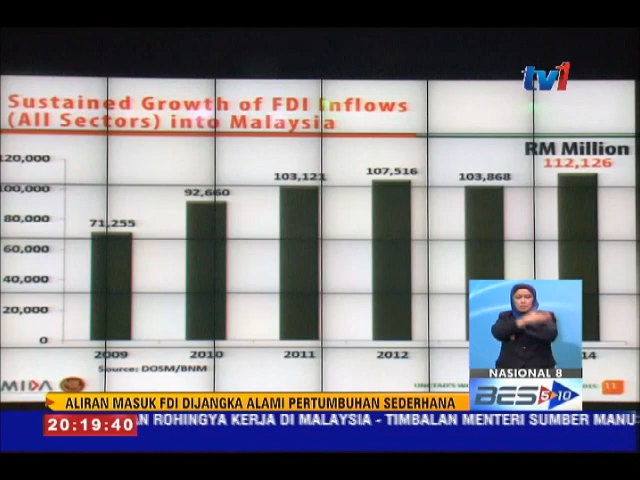 tv1
Sustained Growth of FDI Inflows
(All Sectors) into Malaysia
RM Million
120,000
100,000
80,000
60,000
40,000
20,000
0
71,255
92,660
103,121
107,516
103,868
112,126
2009
2010
2011
2012
14
Source: DOSM/BNM
MIDA
11
NASIONAL 8
BES 5 10
ALIRAN MASUK FDI DIJANGKA ALAMI PERTUMBUHAN SEDERHANA
20:19:40
AN ROHINGYA KERJA DI MALAYSIA - TIMBALAN MENTERI SUMBER MANU